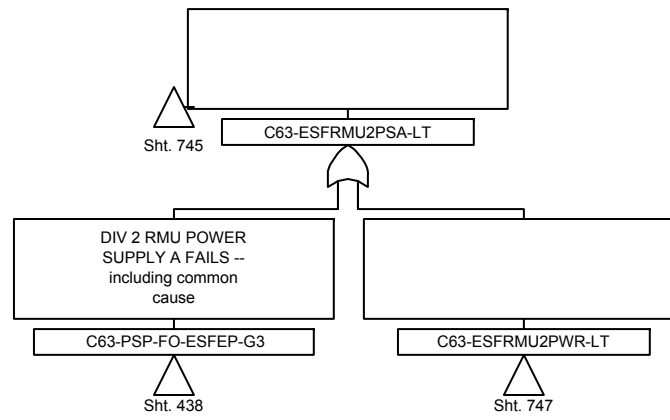 C63-ESFRMU2PSA-LT
Sht. 745
DIV 2 RMU POWER
SUPPLY A FAILS --
including common
cause
C63-PSP-FO-ESFEP-G3
C63-ESFRMU2PWR-LT
Sht. 438
Sht. 747